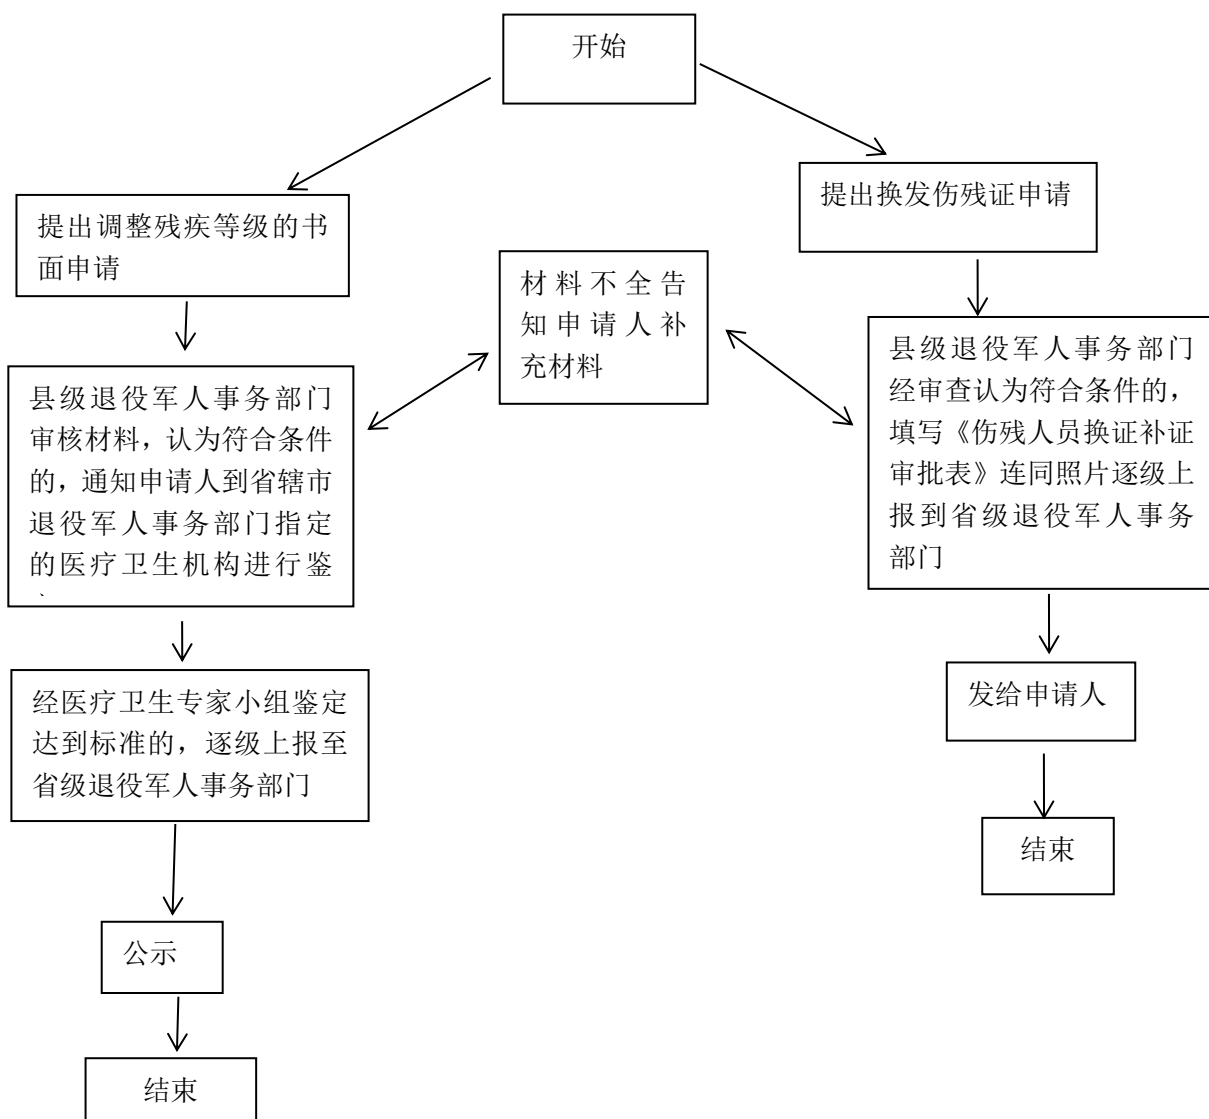 开始
提出调整残疾等级的书
面申请
提出换发伤残证申请
材料不全告
知申请人补
充材料
县级退役军人事务部门
审核材料，认为符合条件
的，通知申请人到省辖市
退役军人事务部门指定
的医疗卫生机构进行鉴
县级退役军人事务部门
经审查认为符合条件的，
填写《伤残人员换证补证
审批表》连同照片逐级上
报到省级退役军人事务
部门
经医疗卫生专家小组鉴定
达到标准的，逐级上报至
省级退役军人事务部门
发给申请人
结束
公示
结束